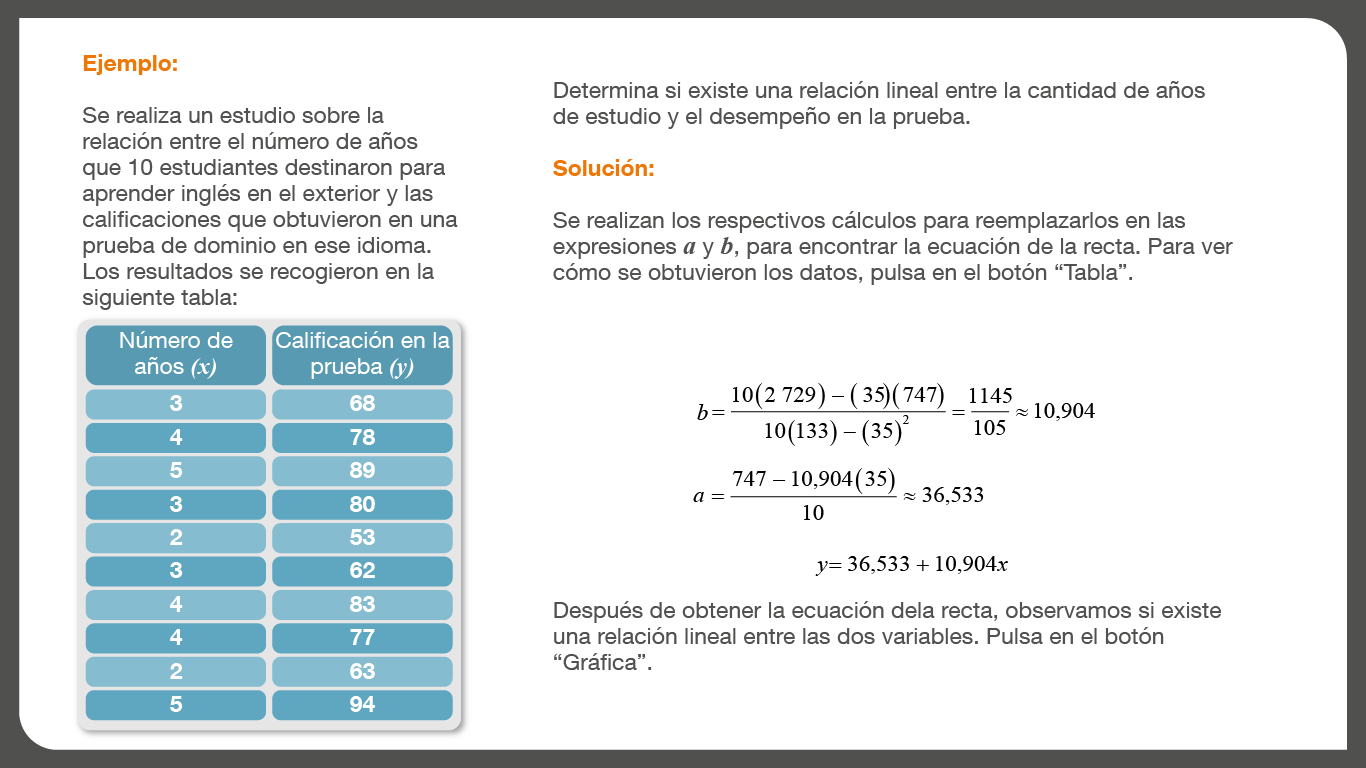 Ejemplo:
Se realiza un estudio sobre la
relación entre el número de años
que 10 estudiantes destinaron para
aprender inglés en el exterior y las
calificaciones que obtuvieron en una
prueba de dominio en ese idioma.
Los resultados se recogieron en la
siguiente tabla:
Número de años (x) Calificación en la prueba (y)
3 68
4 78
5 89
3 80
2 53
3 62
4 83
4 77
2 63
5 94
Determina si existe una relación lineal entre la cantidad de años
de estudio y el desempeño en la prueba.
Solución:
Se realizan los respectivos cálculos para reemplazarlos en las
expresiones a y b, para encontrar la ecuación de la recta. Para ver
cómo se obtuvieron los datos, pulsa en el botón “Tabla”.
b = (10(2 729) – (35)(747)) / (10(133) – (35)²) = 1145/105 ≈ 10,904
a = (747 – 10,904(35)) / 10 ≈ 36,533
y= 36,533 + 10,904x
Después de obtener la ecuación dela recta, observamos si existe
una relación lineal entre las dos variables. Pulsa en el botón
“Gráfica”.